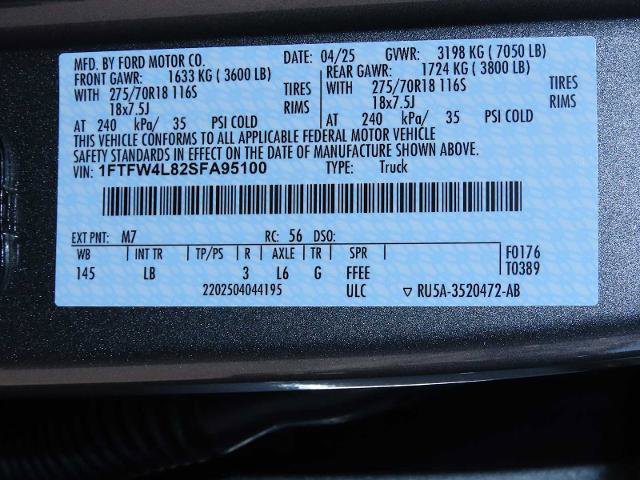 MFD. BY FORD MOTOR CO. DATE: 04/25 GVWR: 3198 KG ( 7050 LB)
FRONT GAWR: 1633 KG ( 3600 LB) REAR GAWR: 1724 KG ( 3800 LB)
WITH 275/70R18 116S TIRES WITH 275/70R18 116S TIRES
18x7.5J RIMS 18x7.5J RIMS
AT 240 kPa/ 35 PSI COLD AT 240 kPa/ 35 PSI COLD
THIS VEHICLE CONFORMS TO ALL APPLICABLE FEDERAL MOTOR VEHICLE
SAFETY STANDARDS IN EFFECT ON THE DATE OF MANUFACTURE SHOWN ABOVE.
VIN: 1FTFW4L82SFA95100 TYPE: Truck
EXT PNT: M7 RC: 56 DSO: F0176
WB INT TR TP/PS R AXLE TR SPR T0389
145 LB 3 L6 G FFEE
2202504044195 ULC ▽ RU5A-3520472-AB